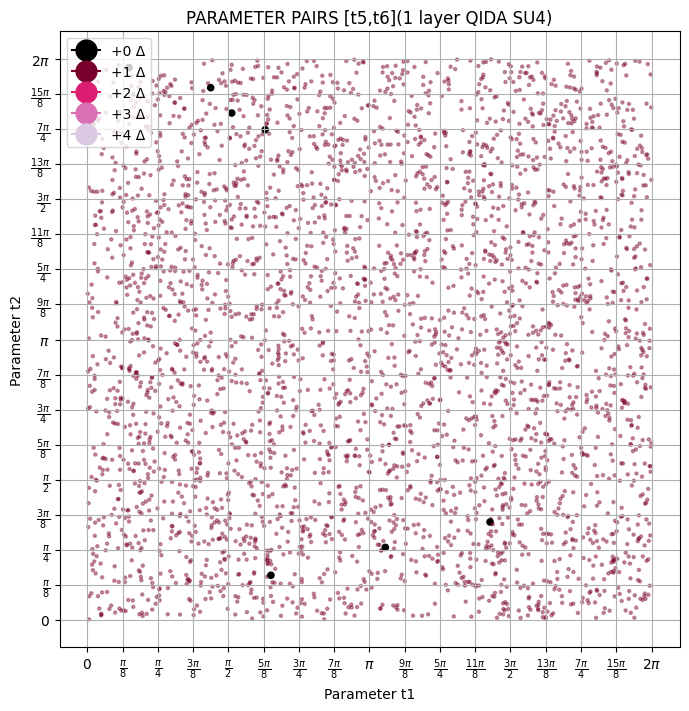 PARAMETER PAIRS [t5,t6](1 layer QIDA SU4)
+0 Δ
+1 Δ
+2 Δ
+3 Δ
+4 Δ
Parameter t2
2π
15π/8
7π/4
13π/8
3π/2
11π/8
5π/4
9π/8
π
7π/8
3π/4
5π/8
π/2
3π/8
π/4
π/8
0
0 π/8 π/4 3π/8 π/2 5π/8 3π/4 7π/8 π 9π/8 5π/4 11π/8 3π/2 13π/8 7π/4 15π/8 2π
Parameter t1